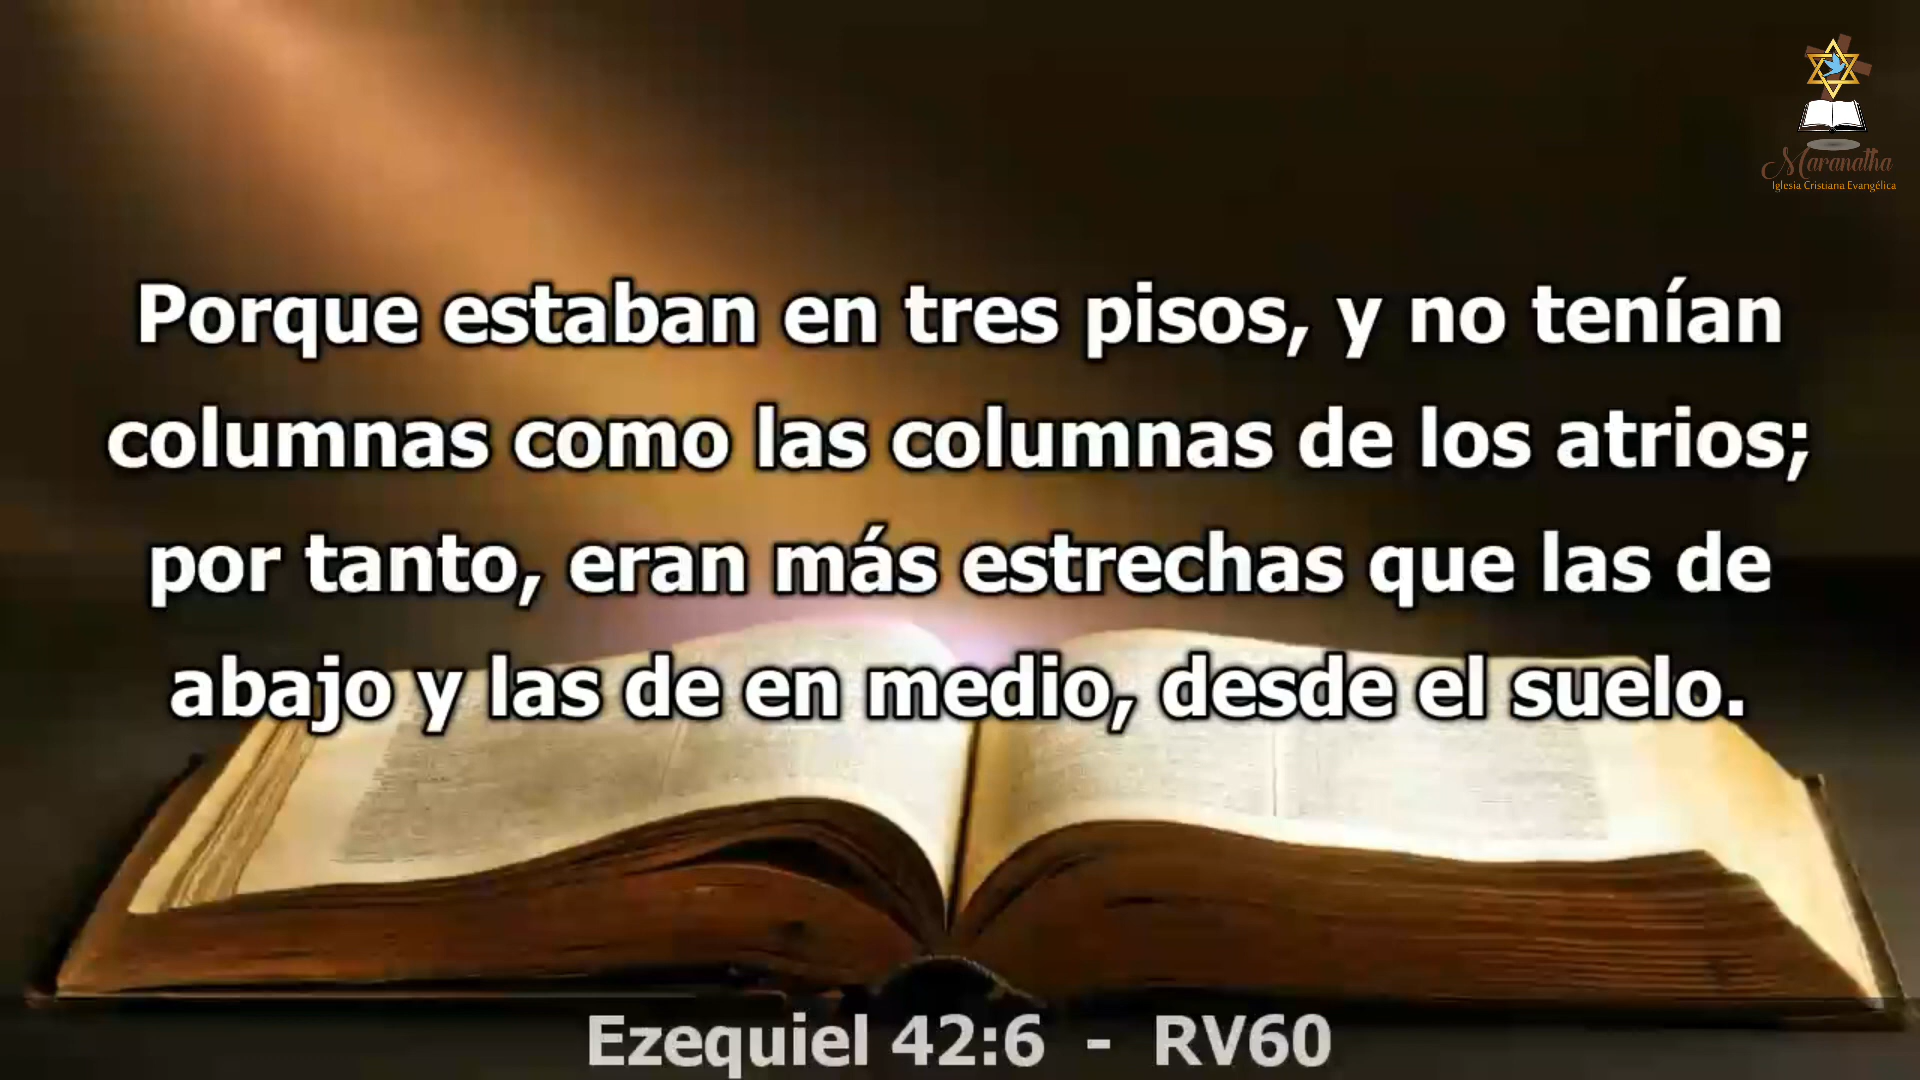 Maranatha
Iglesia Cristiana Evangélica
Porque estaban en tres pisos, y no tenían
columnas como las columnas de los atrios;
por tanto, eran más estrechas que las de
abajo y las de en medio, desde el suelo.
Ezequiel 42:6 - RV60